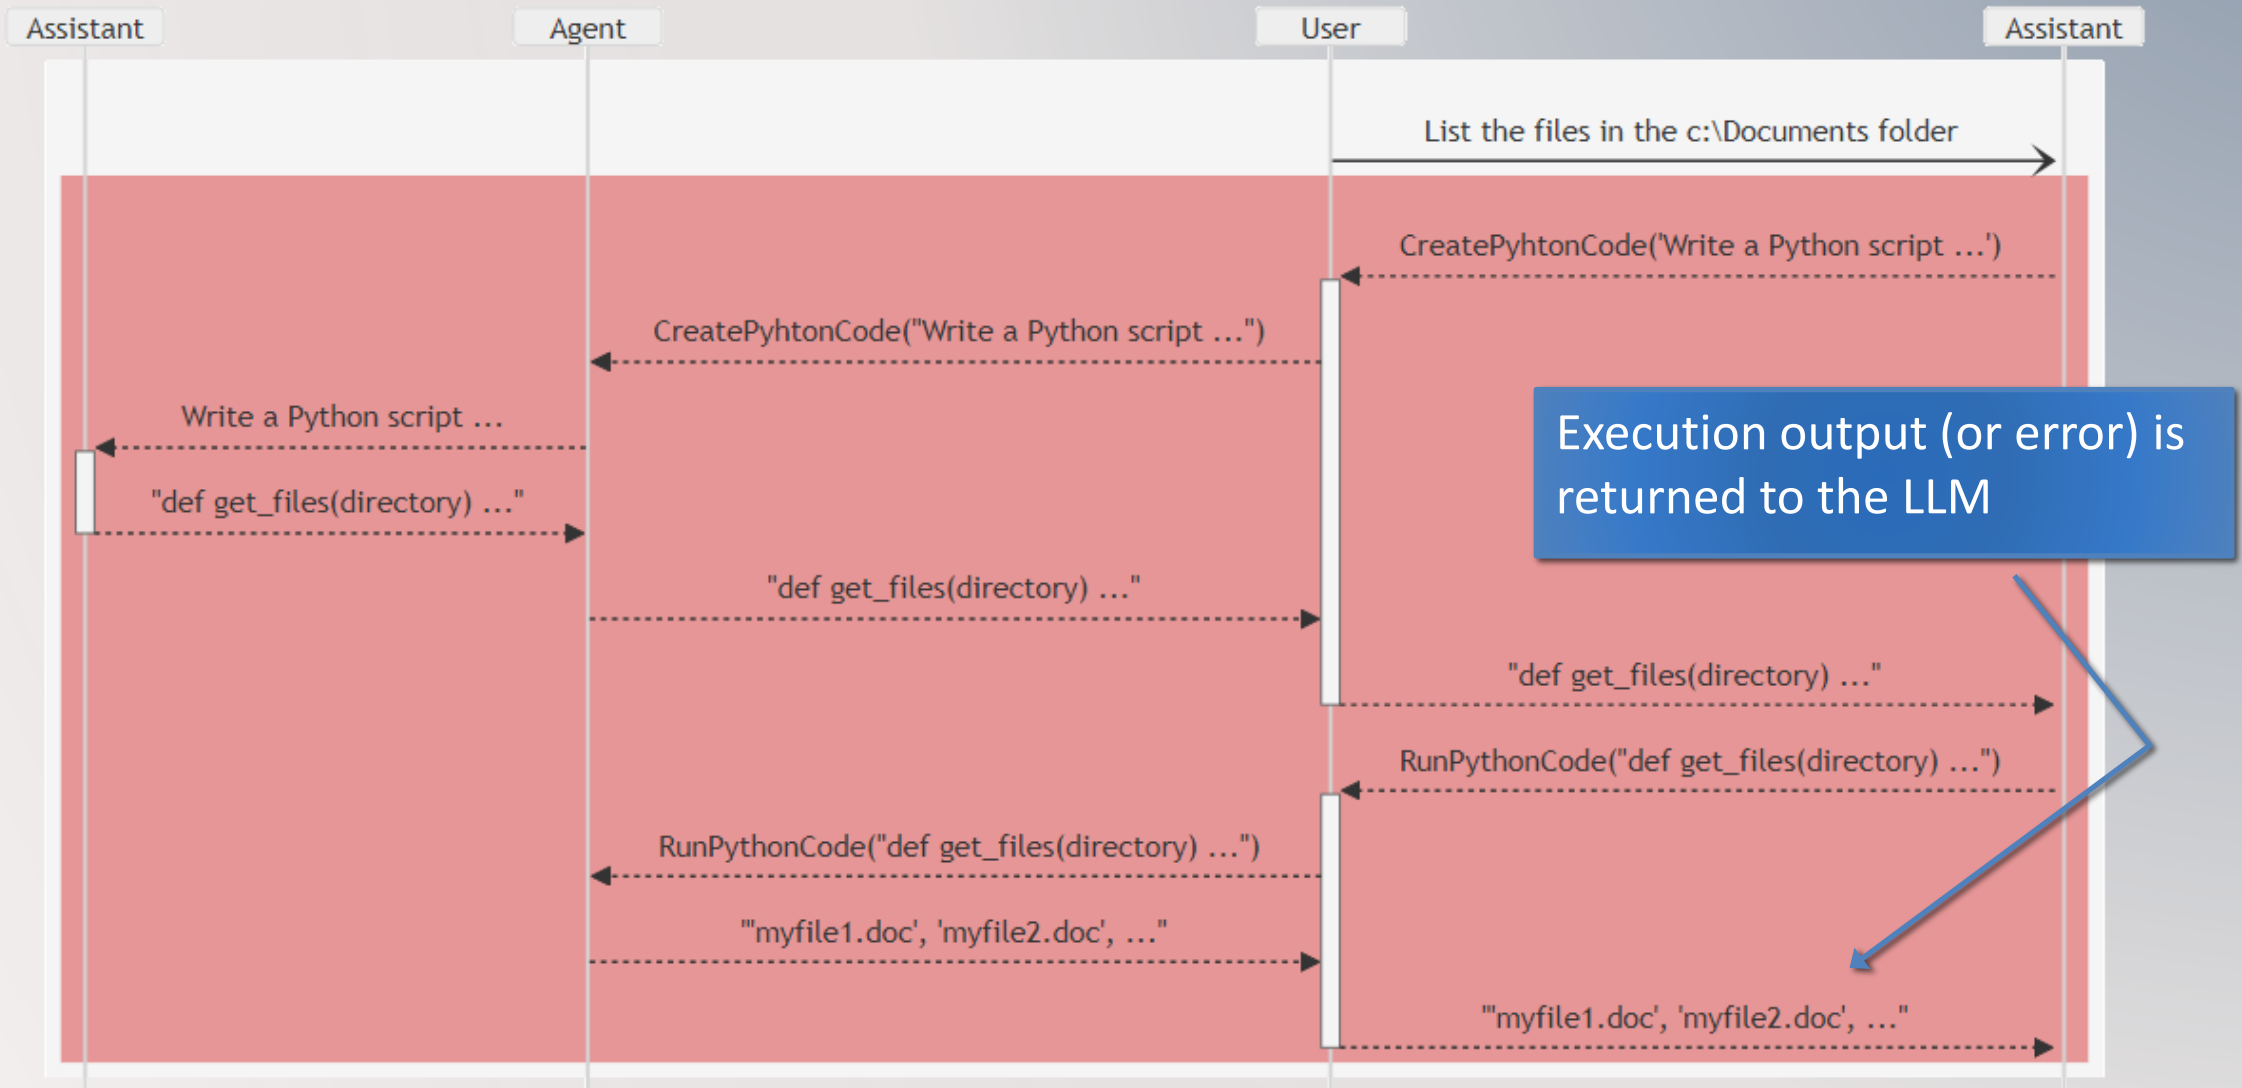 Assistant
Agent
User
Assistant
List the files in the c:\Documents folder
CreatePyhtonCode('Write a Python script ...')
CreatePyhtonCode("Write a Python script ...")
Write a Python script ...
"def get_files(directory) ..."
Execution output (or error) is
returned to the LLM
"def get_files(directory) ..."
"def get_files(directory) ..."
RunPythonCode("def get_files(directory) ...")
RunPythonCode("def get_files(directory) ...")
"'myfile1.doc', 'myfile2.doc', ..."
"'myfile1.doc', 'myfile2.doc', ..."